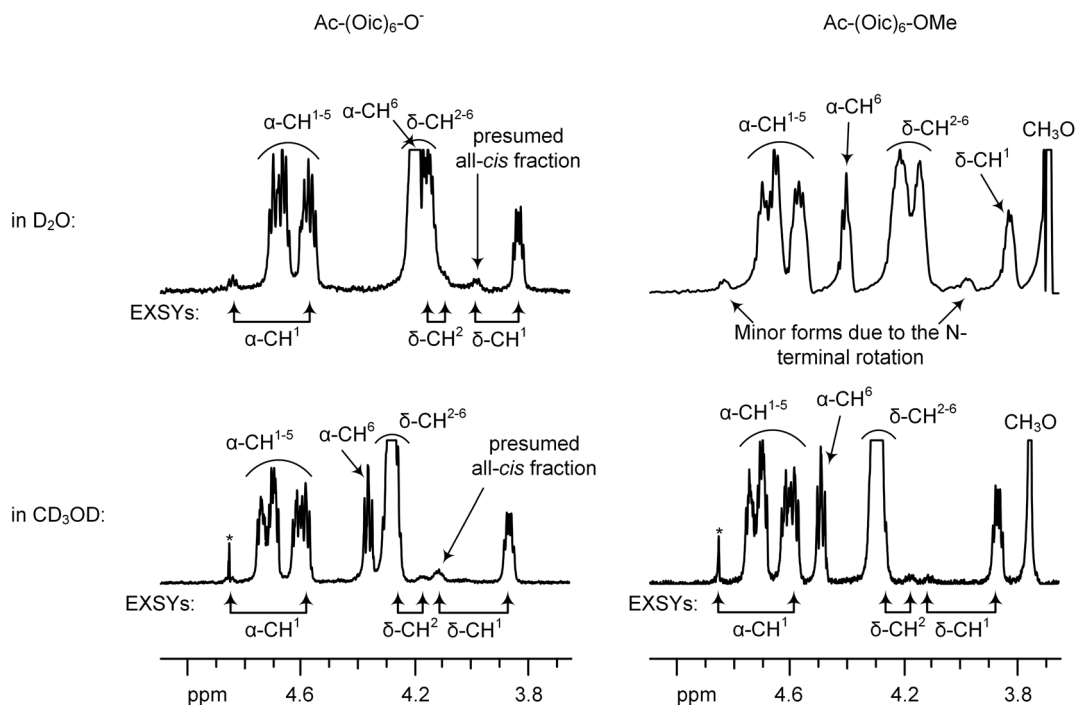 Ac-(Oic)₆-O⁻
Ac-(Oic)₆-OMe
in D₂O:
α-CH¹⁻⁵
α-CH⁶
δ-CH²⁻⁶
presumed
all-cis fraction
EXSYs:
α-CH¹
δ-CH²
δ-CH¹
α-CH¹⁻⁵
α-CH⁶
δ-CH²⁻⁶
δ-CH¹
CH₃O
Minor forms due to the N-
terminal rotation
in CD₃OD:
α-CH¹⁻⁵
α-CH⁶
δ-CH²⁻⁶
presumed
all-cis fraction
*
EXSYs:
α-CH¹
δ-CH²
δ-CH¹
ppm 4.6 4.2 3.8
α-CH¹⁻⁵
α-CH⁶
δ-CH²⁻⁶
CH₃O
*
EXSYs:
α-CH¹
δ-CH²
δ-CH¹
ppm 4.6 4.2 3.8